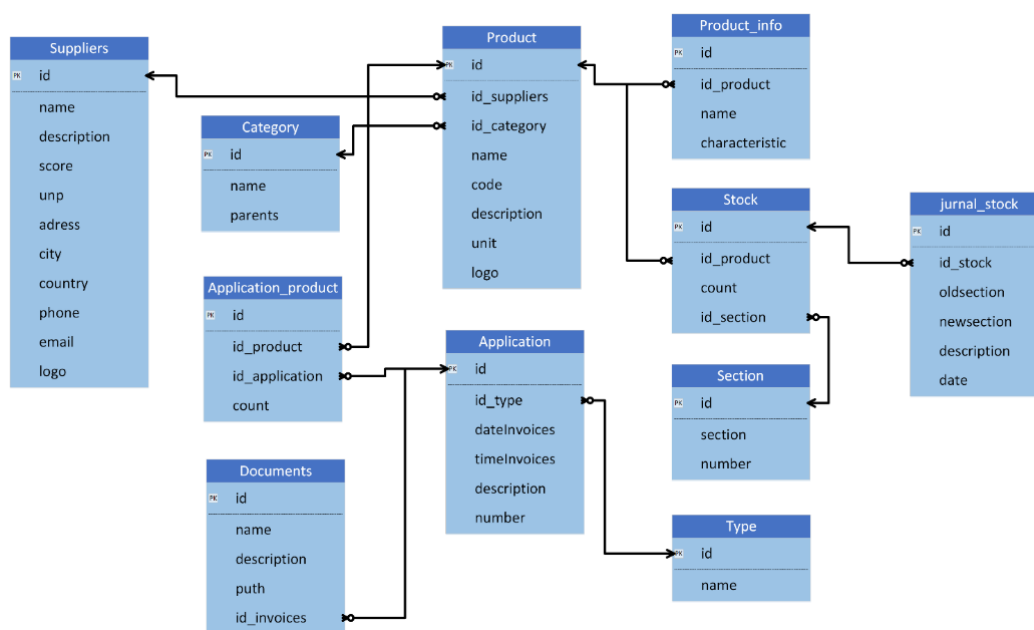 Suppliers
PK id
name
description
score
unp
adress
city
country
phone
email
logo
Category
PK id
name
parents
Application_product
PK id
id_product
id_application
count
Documents
PK id
name
description
puth
id_invoices
Product
PK id
id_suppliers
id_category
name
code
description
unit
logo
Application
PK id
id_type
dateInvoices
timeInvoices
description
number
Product_info
PK id
id_product
name
characteristic
Stock
PK id
id_product
count
id_section
Section
PK id
section
number
Type
PK id
name
jurnal_stock
PK id
id_stock
oldsection
newsection
description
date